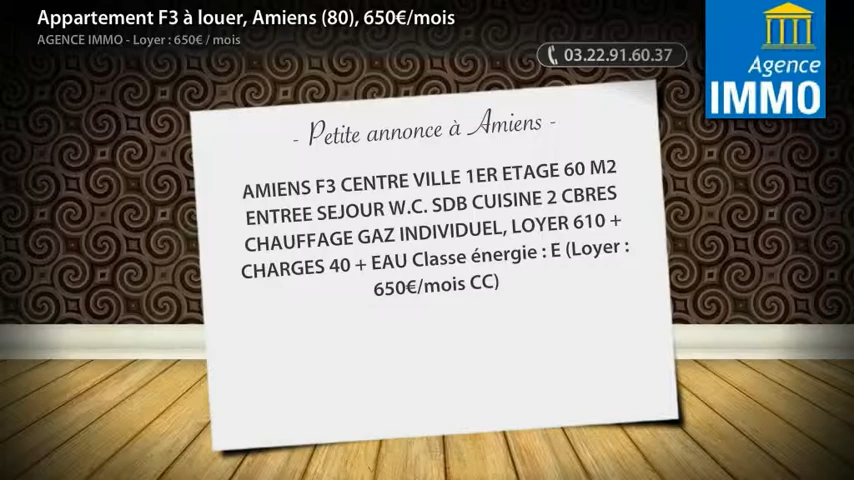 Appartement F3 à louer, Amiens (80), 650€/mois
AGENCE IMMO - Loyer : 650€ / mois
03.22.91.60.37
Agence
IMMO
- Petite annonce à Amiens -
AMIENS F3 CENTRE VILLE 1ER ETAGE 60 M2
ENTREE SEJOUR W.C. SDB CUISINE 2 CBRES
CHAUFFAGE GAZ INDIVIDUEL, LOYER 610 +
CHARGES 40 + EAU Classe énergie : E (Loyer :
650€/mois CC)